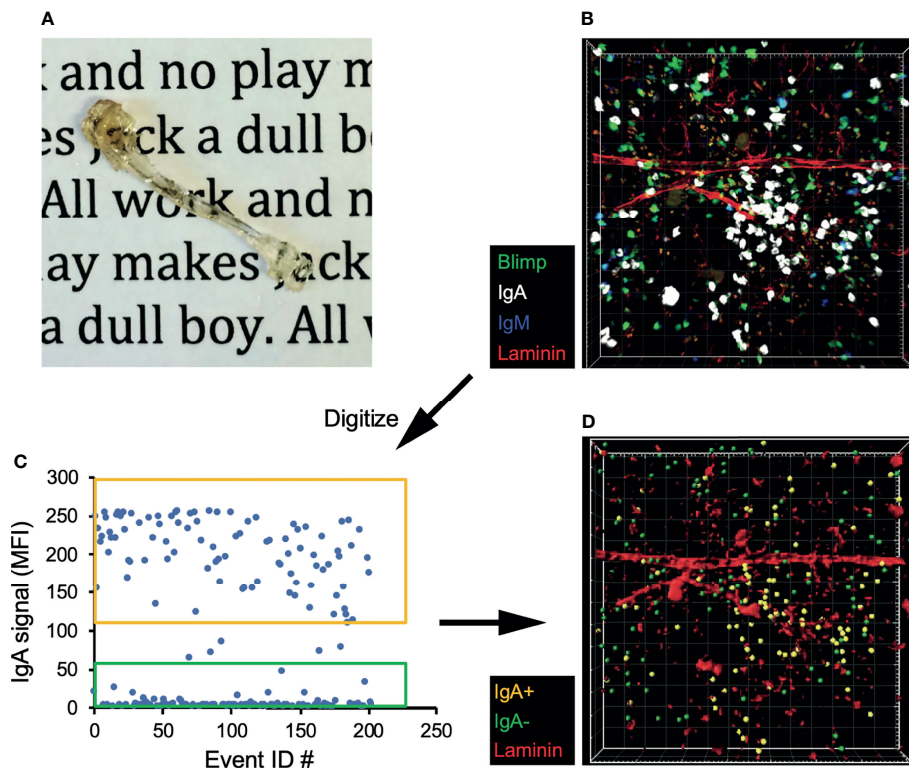 A
k and no play m
es jack a dull bo
All work and n
lay makes jack
a dull boy. All
B
Blimp
IgA
IgM
Laminin
Digitize
C
300
250
200
150
100
50
0
IgA signal (MFI)
0
50
100
150
200
250
Event ID #
D
IgA+
IgA-
Laminin